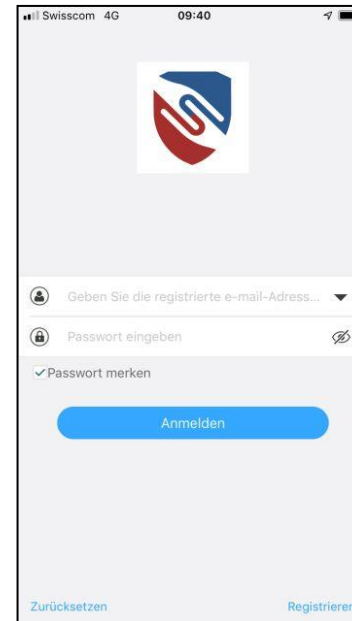 Swisscom 4G 09:40
Geben Sie die registrierte e-mail-Adress...
Passwort eingeben
Passwort merken
Anmelden
Zurücksetzen Registrieren